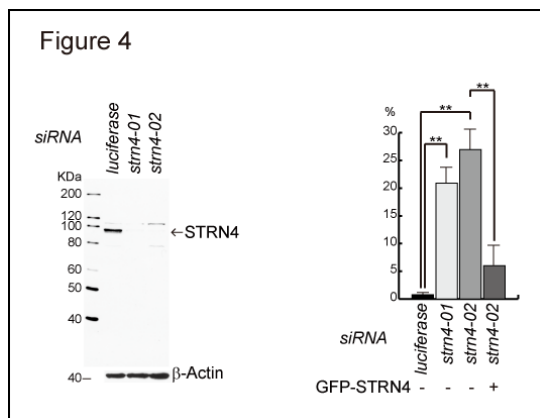 Figure 4
siRNA
luciferase
strn4-01
strn4-02
KDa
200
120
100
80
60
50
40
←STRN4
40–
β-Actin
%
30
25
20
15
10
5
0
**
**
**
siRNA
luciferase
strn4-01
strn4-02
strn4-02
GFP-STRN4 - - - +